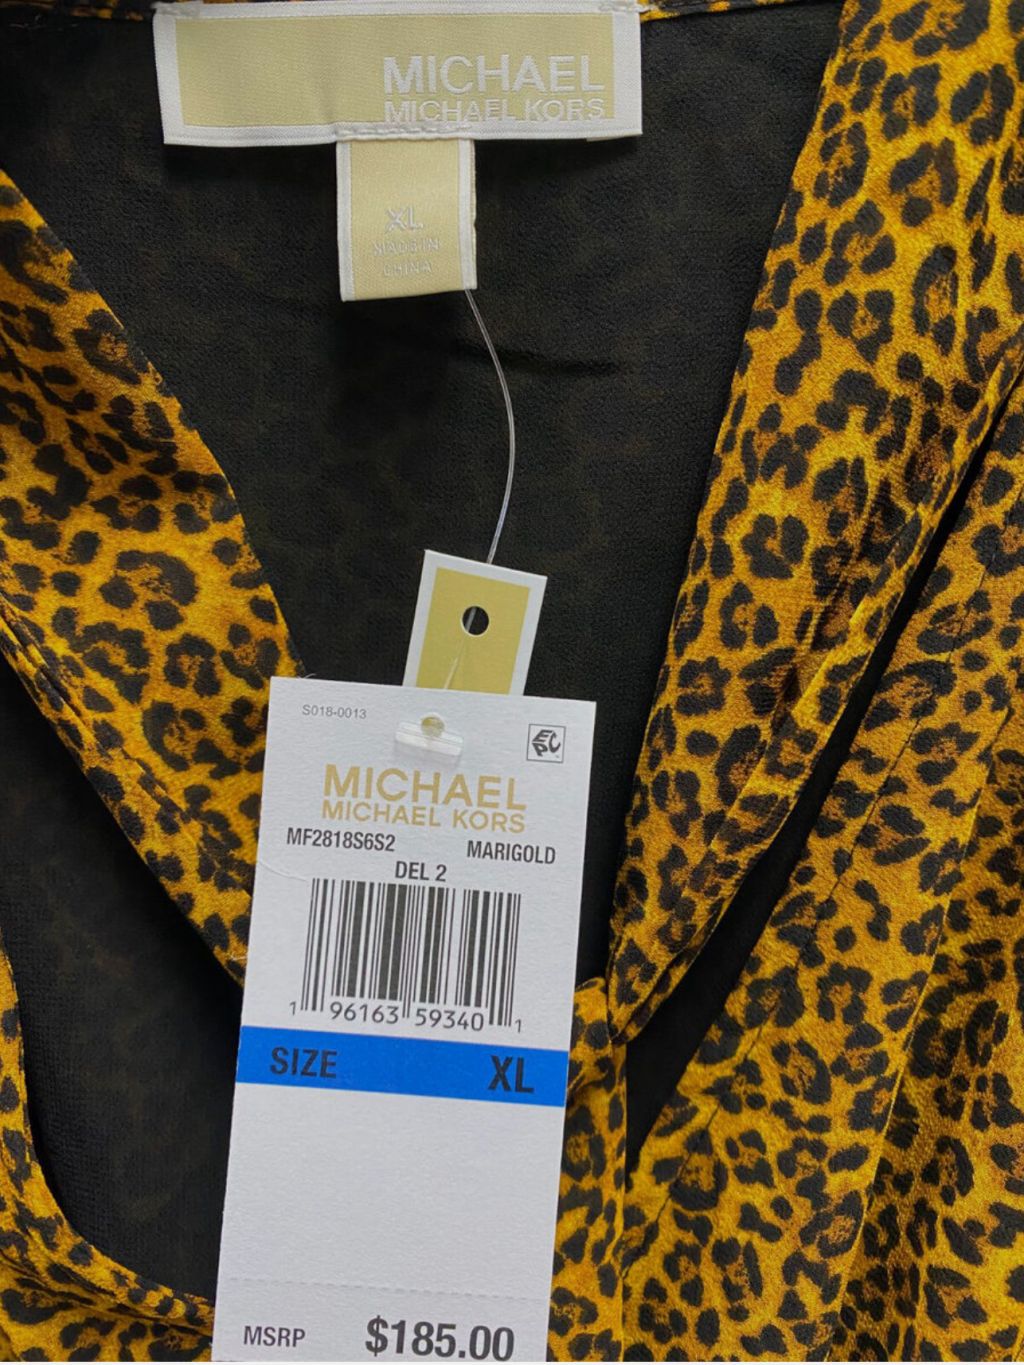 MICHAEL
MICHAEL KORS
XL
MADE IN
CHINA
S018-0013
EPC
MICHAEL
MICHAEL KORS
MF2818S6S2 MARIGOLD
DEL 2
1 96163 59340 1
SIZE XL
MSRP $185.00